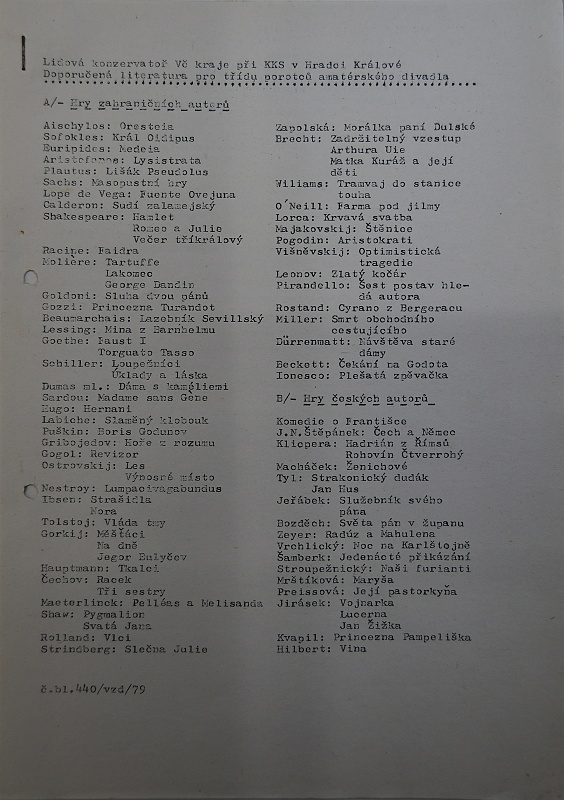 Lidová konzervatoř Vč kraje při KKS v Hradci Králové
Doporučená literatura pro třídu porotců amatérského divadla
A/- Hry zahraničních autorů
Aischylos: Oresteia
Sofokles: Král Oidipus
Euripides: Medeia
Aristofanes: Lysistrata
Plautus: Lišák Pseudolus
Sachs: Masopustní hry
Lope de Vega: Fuente Ovejuna
Calderon: Sudí zalamejský
Shakespeare: Hamlet
Romeo a Julie
Večer tříkrálový
Racine: Faidra
Moliére: Tartuffe
Lakomec
George Dandin
Goldoni: Sluha dvou pánů
Gozzi: Princezna Turandot
Beaumarchais: Lazebník Sevillský
Lessing: Mina z Barnhelmu
Goethe: Faust I
Torguato Tasso
Schiller: Loupežníci
Úklady a láska
Dumas ml.: Dáma s kaméliemi
Sardou: Madame sans Gene
Hugo: Hernani
Labiche: Slaměný klobouk
Puškin: Boris Godunov
Gribojedov: Hoře z rozumu
Gogol: Revizor
Ostrovskij: Les
Výnosné místo
Nestroy: Lumpacivagabundus
Ibsen: Strašidla
Nora
Tolstoj: Vláda tmy
Gorkij: Měšťáci
Na dně
Jegor Bulyčev
Hauptmann: Tkalci
Čechov: Racek
Tři sestry
Maeterlinck: Pelléas a Melisanda
Shaw: Pygmalion
Svatá Jana
Rolland: Vlci
Strindberg: Slečna Julie
Zapolská: Morálka paní Dulské
Brecht: Zadržitelný vzestup
Arthura Uie
Matka Kuráž a její
děti
Wiliams: Tramvaj do stanice
touha
O´Neill: Farma pod jilmy
Lorca: Krvavá svatba
Majakovskij: Štěnice
Pogodin: Aristokrati
Višněvskij: Optimistická
tragedie
Leonov: Zlatý kočár
Pirandello: Šest postav hle-
dá autora
Rostand: Cyrano z Bergeracu
Miller: Smrt obchodního
cestujícího
Dürrenmatt: Návštěva staré
dámy
Beckett: Čekání na Godota
Ionesco: Plešatá zpěvačka
B/- Hry českých autorů
Komedie o Františce
J.N.Štěpánek: Čech a Němec
Klicpera: Hadrián z Římsů
Rohovín Čtverrohý
Macháček: Ženichové
Tyl: Strakonický dudák
Jan Hus
Jeřábek: Služebník svého
pána
Bozděch: Světa pán v županu
Zeyer: Radúz a Mahulena
Vrchlický: Noc na Karlštejně
Šamberk: Jedenácté přikázání
Stroupežnický: Naši furianti
Mrštíková: Maryša
Preissová: Její pastorkyňa
Jirásek: Vojnarka
Lucerna
Jan Žižka
Kvapil: Princezna Pampeliška
Hilbert: Vina
č.bl.440/vzd/79